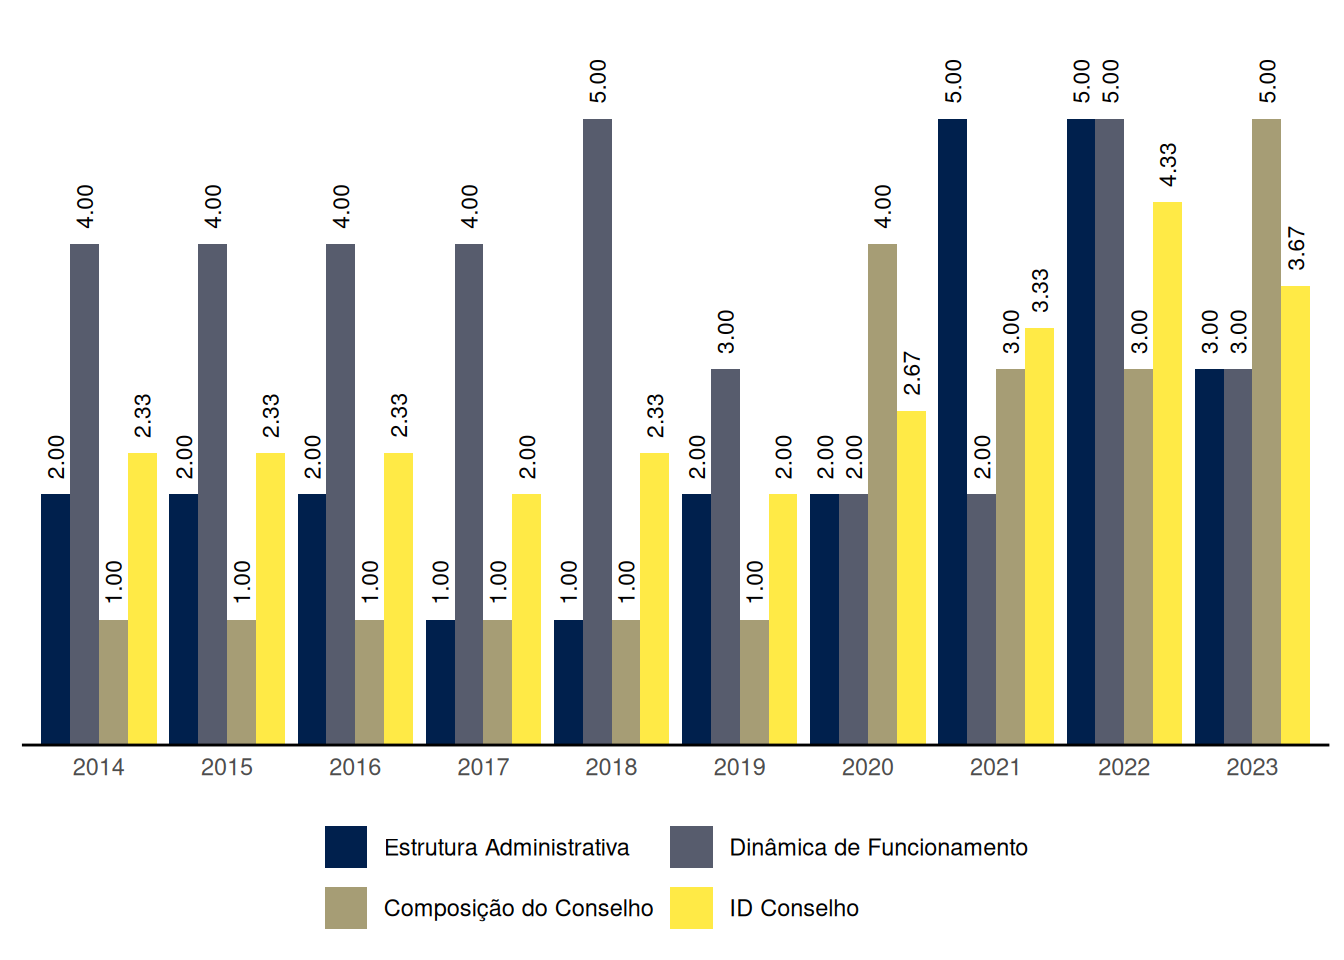 2.00 4.00 1.00 2.33 2.00 4.00 1.00 2.33 2.00 4.00 1.00 2.33 1.00 4.00 1.00 2.00 1.00 5.00 1.00 2.33 2.00 3.00 1.00 2.00 2.00 2.00 4.00 2.67 5.00 2.00 3.00 3.33 5.00 5.00 3.00 4.33 3.00 3.00 5.00 3.67
2014 2015 2016 2017 2018 2019 2020 2021 2022 2023
Estrutura Administrativa Dinâmica de Funcionamento
Composição do Conselho ID Conselho